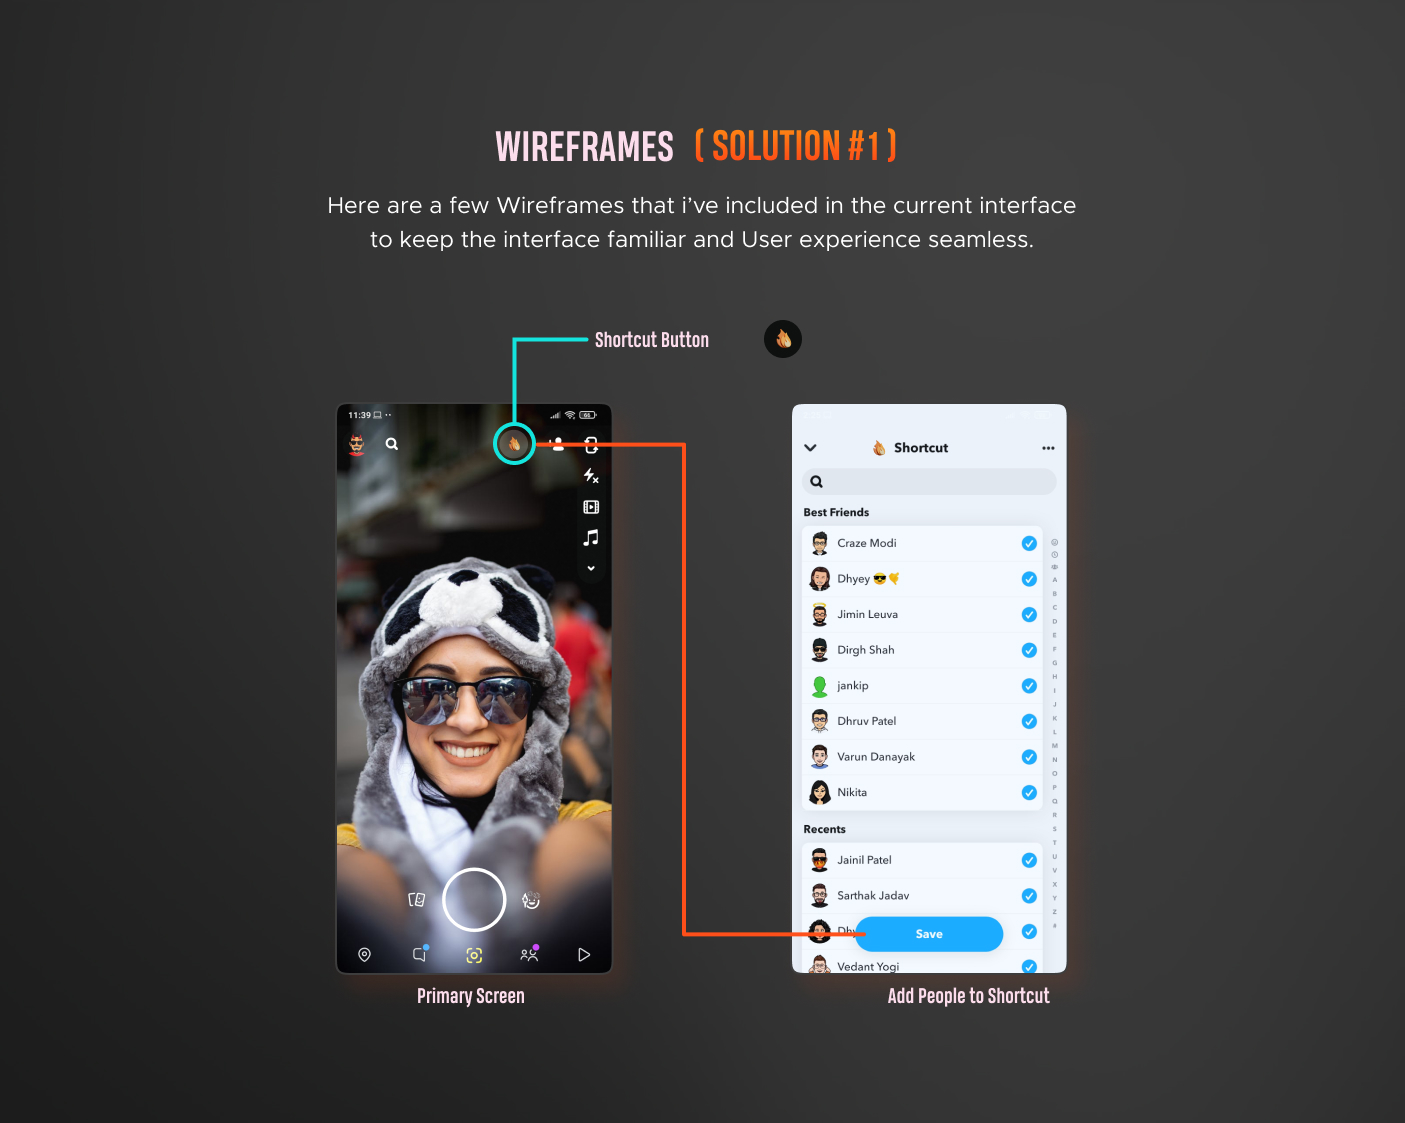 WIREFRAMES ( SOLUTION #1 )
Here are a few Wireframes that i've included in the current interface
to keep the interface familiar and User experience seamless.
Shortcut Button
11:39
66
Primary Screen
Shortcut
Best Friends
Craze Modi
Dhyey 😎🤙
Jimin Leuva
Dirgh Shah
jankip
Dhruv Patel
Varun Danayak
Nikita
Recents
Jainil Patel
Sarthak Jadav
Save
Vedant Yogi
A
B
C
D
E
F
G
H
I
J
K
L
M
N
O
P
Q
R
S
T
U
V
X
Y
Z
#
Add People to Shortcut